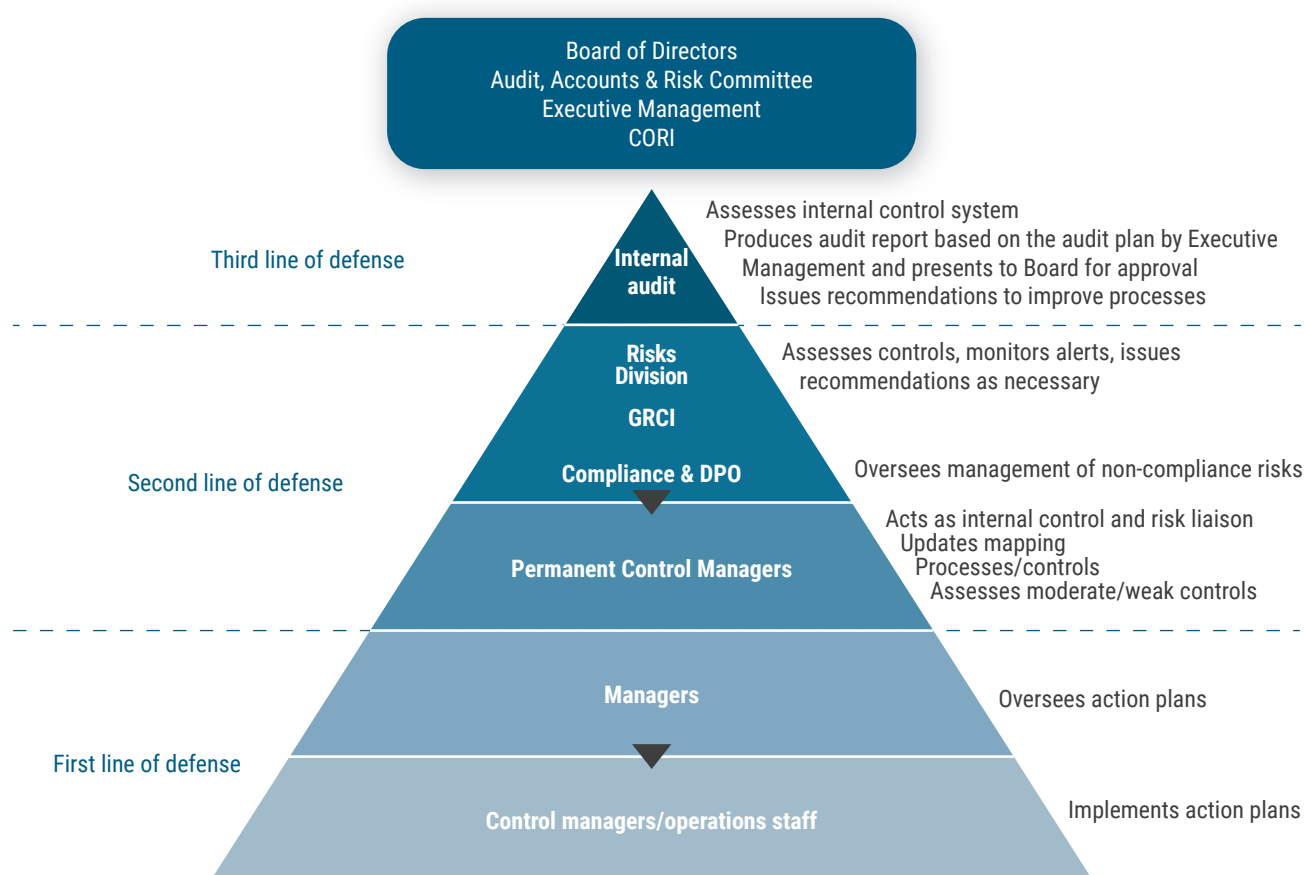 Board of Directors
Audit, Accounts & Risk Committee
Executive Management
CORI
Third line of defense
Internal
audit
Assesses internal control system
Produces audit report based on the audit plan by Executive
Management and presents to Board for approval
Issues recommendations to improve processes
Second line of defense
Risks
Division
GRCI
Compliance & DPO
Assesses controls, monitors alerts, issues
recommendations as necessary
Oversees management of non-compliance risks
Permanent Control Managers
Acts as internal control and risk liaison
Updates mapping
Processes/controls
Assesses moderate/weak controls
First line of defense
Managers
Oversees action plans
Control managers/operations staff
Implements action plans